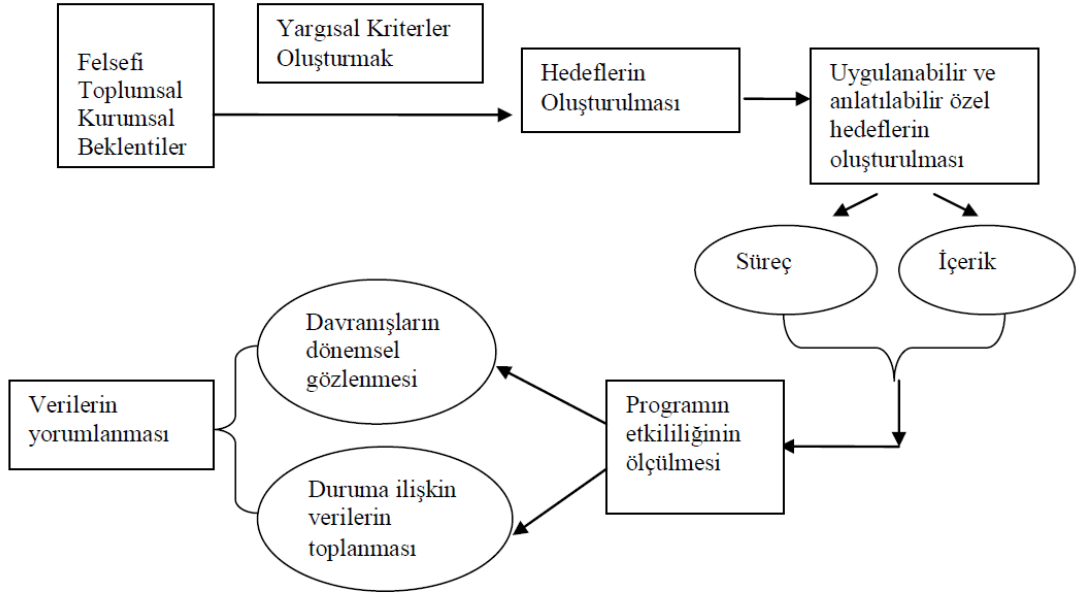 Felsefi
Toplumsal
Kurumsal
Beklentiler
Yargısal Kriterler
Oluşturmak
Hedeflerin
Oluşturulması
Uygulanabilir ve
anlatılabilir özel
hedeflerin
oluşturulması
Süreç
İçerik
Programın
etkililiğinin
ölçülmesi
Davranışların
dönemsel
gözlenmesi
Duruma ilişkin
verilerin
toplanması
Verilerin
yorumlanması